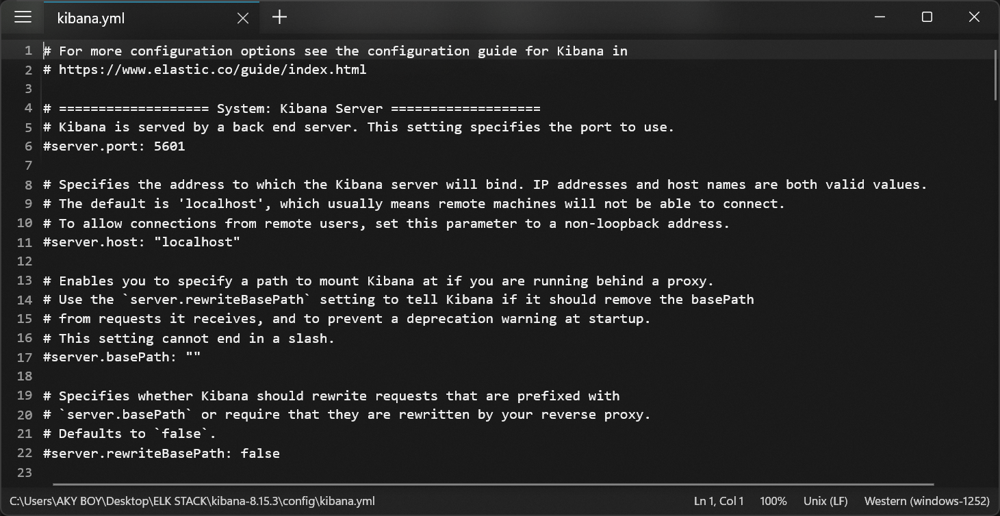 kibana.yml
1 # For more configuration options see the configuration guide for Kibana in
2 # https://www.elastic.co/guide/index.html
3
4 # =================== System: Kibana Server ===================
5 # Kibana is served by a back end server. This setting specifies the port to use.
6 #server.port: 5601
7
8 # Specifies the address to which the Kibana server will bind. IP addresses and host names are both valid values.
9 # The default is 'localhost', which usually means remote machines will not be able to connect.
10 # To allow connections from remote users, set this parameter to a non-loopback address.
11 #server.host: "localhost"
12
13 # Enables you to specify a path to mount Kibana at if you are running behind a proxy.
14 # Use the `server.rewriteBasePath` setting to tell Kibana if it should remove the basePath
15 # from requests it receives, and to prevent a deprecation warning at startup.
16 # This setting cannot end in a slash.
17 #server.basePath: ""
18
19 # Specifies whether Kibana should rewrite requests that are prefixed with
20 # `server.basePath` or require that they are rewritten by your reverse proxy.
21 # Defaults to `false`.
22 #server.rewriteBasePath: false
23
C:\Users\AKY BOY\Desktop\ELK STACK\kibana-8.15.3\config\kibana.yml Ln 1, Col 1 100% Unix (LF) Western (windows-1252)